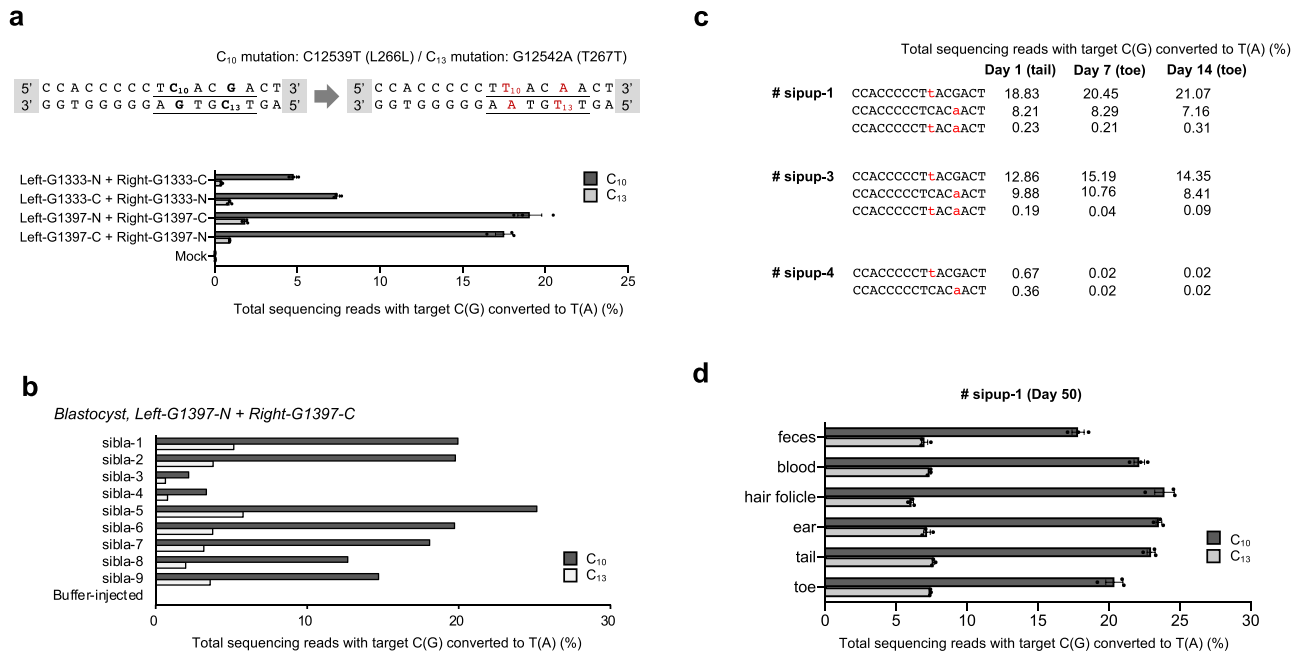 a
C10 mutation: C12539T (L266L) / C13 mutation: G12542A (T267T)
5' C C A C C C C C T C10 A C G A C T 3' 5' C C A C C C C C T T10 A C A A C T 3'
3' G G T G G G G G A G T G C13 T G A 5' 3' G G T G G G G G A A T G T13 T G A 5'
Left-G1333-N + Right-G1333-C
Left-G1333-C + Right-G1333-N
Left-G1397-N + Right-G1397-C
Left-G1397-C + Right-G1397-N
Mock
C10
C13
0 5 10 15 20 25
Total sequencing reads with target C(G) converted to T(A) (%)
b
Blastocyst, Left-G1397-N + Right-G1397-C
sibla-1
sibla-2
sibla-3
sibla-4
sibla-5
sibla-6
sibla-7
sibla-8
sibla-9
Buffer-injected
C10
C13
0 10 20 30
Total sequencing reads with target C(G) converted to T(A) (%)
c
Total sequencing reads with target C(G) converted to T(A) (%)
Day 1 (tail) Day 7 (toe) Day 14 (toe)
# sipup-1 CCACCCCCTtACGACT 18.83 20.45 21.07
CCACCCCCTCACaACT 8.21 8.29 7.16
CCACCCCCTtACaACT 0.23 0.21 0.31
# sipup-3 CCACCCCCTtACGACT 12.86 15.19 14.35
CCACCCCCTCACaACT 9.88 10.76 8.41
CCACCCCCTtACaACT 0.19 0.04 0.09
# sipup-4 CCACCCCCTtACGACT 0.67 0.02 0.02
CCACCCCCTCACaACT 0.36 0.02 0.02
d
# sipup-1 (Day 50)
feces
blood
hair folicle
ear
tail
toe
C10
C13
0 5 10 15 20 25 30
Total sequencing reads with target C(G) converted to T(A) (%)